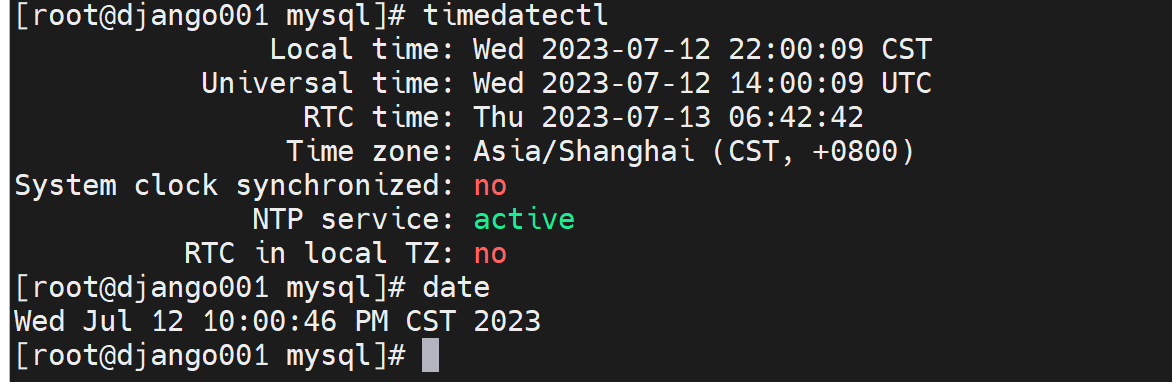 [root@django001 mysql]# timedatectl
Local time: Wed 2023-07-12 22:00:09 CST
Universal time: Wed 2023-07-12 14:00:09 UTC
RTC time: Thu 2023-07-13 06:42:42
Time zone: Asia/Shanghai (CST, +0800)
System clock synchronized: no
NTP service: active
RTC in local TZ: no
[root@django001 mysql]# date
Wed Jul 12 10:00:46 PM CST 2023
[root@django001 mysql]#